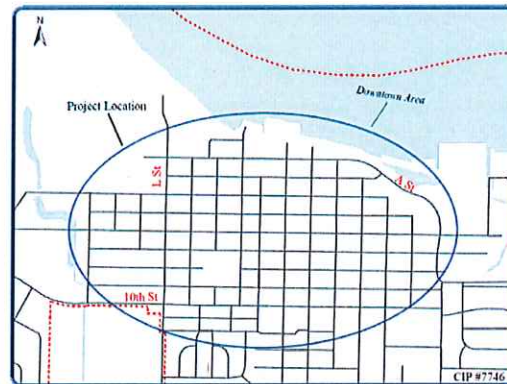 N
Downtown Area
Project Location
L St
A St
10th St
CIP #7746